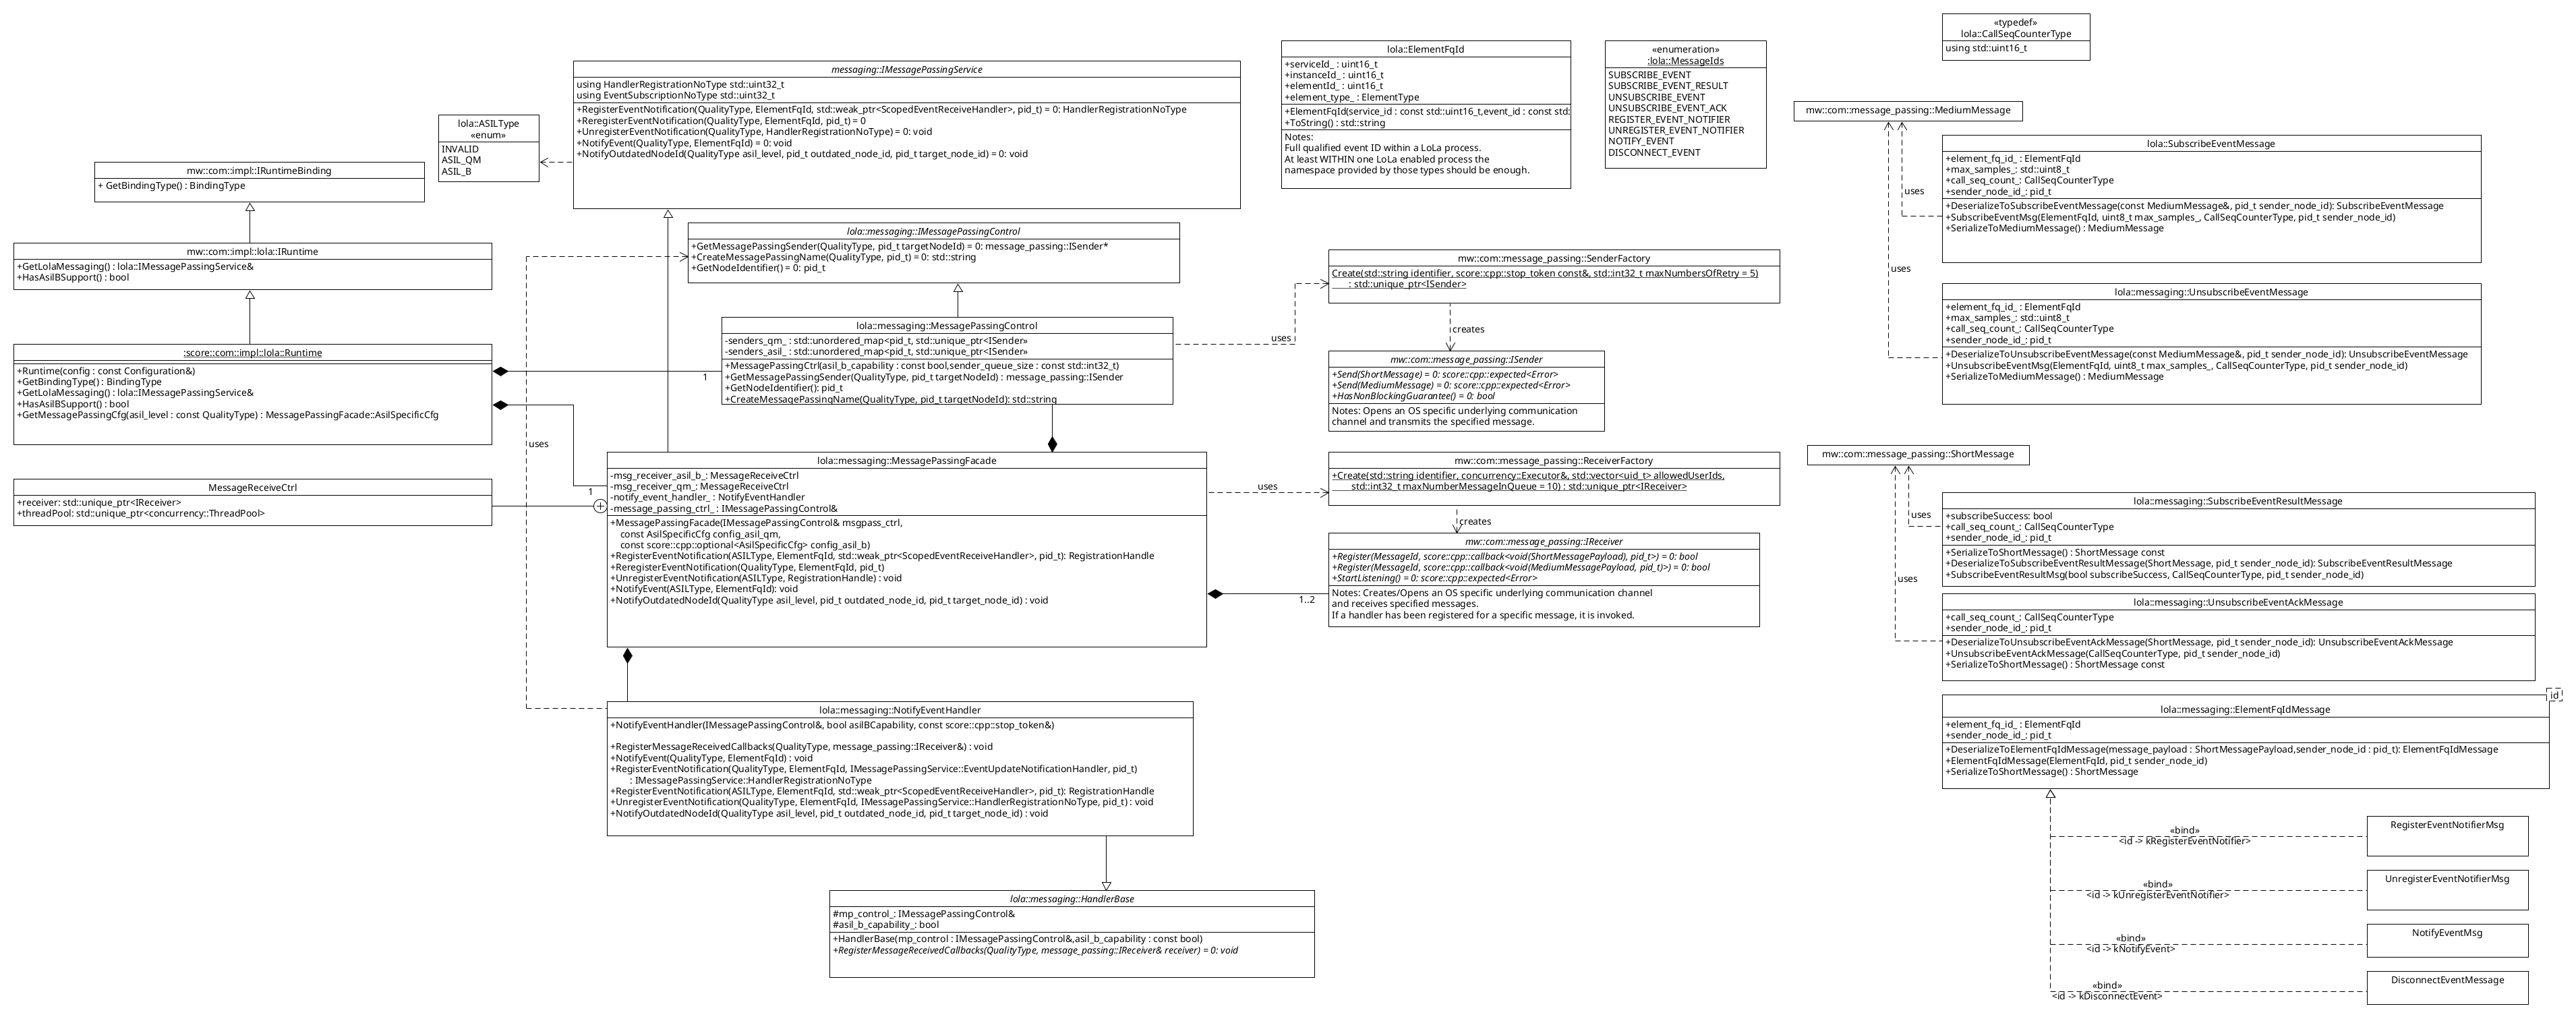 «typedef»
lola::CallSeqCounterType
using std::uint16_t
lola::ElementFqId
+serviceId_ : uint16_t
+instanceId_ : uint16_t
+elementId_ : uint16_t
+element_type_ : ElementType
+ElementFqId(service_id : const std::uint16_t,event_id : const std:
+ToString() : std::string
Notes:
Full qualified event ID within a LoLa process.
At least WITHIN one LoLa enabled process the
namespace provided by those types should be enough.
«enumeration»
:lola::MessageIds
SUBSCRIBE_EVENT
SUBSCRIBE_EVENT_RESULT
UNSUBSCRIBE_EVENT
UNSUBSCRIBE_EVENT_ACK
REGISTER_EVENT_NOTIFIER
UNREGISTER_EVENT_NOTIFIER
NOTIFY_EVENT
DISCONNECT_EVENT
messaging::IMessagePassingService
using HandlerRegistrationNoType std::uint32_t
using EventSubscriptionNoType std::uint32_t
+RegisterEventNotification(QualityType, ElementFqId, std::weak_ptr<ScopedEventReceiveHandler>, pid_t) = 0: HandlerRegistrationNoType
+ReregisterEventNotification(QualityType, ElementFqId, pid_t) = 0
+UnregisterEventNotification(QualityType, HandlerRegistrationNoType) = 0: void
+NotifyEvent(QualityType, ElementFqId) = 0: void
+NotifyOutdatedNodeId(QualityType asil_level, pid_t outdated_node_id, pid_t target_node_id) = 0: void
lola::ASILType
«enum»
INVALID
ASIL_QM
ASIL_B
mw::com::impl::IRuntimeBinding
+ GetBindingType() : BindingType
mw::com::impl::lola::IRuntime
+GetLolaMessaging() : lola::IMessagePassingService&
+HasAsilBSupport() : bool
:score::com::impl::lola::Runtime
+Runtime(config : const Configuration&)
+GetBindingType() : BindingType
+GetLolaMessaging() : lola::IMessagePassingService&
+HasAsilBSupport() : bool
+GetMessagePassingCfg(asil_level : const QualityType) : MessagePassingFacade::AsilSpecificCfg
MessageReceiveCtrl
+receiver: std::unique_ptr<IReceiver>
+threadPool: std::unique_ptr<concurrency::ThreadPool>
lola::messaging::IMessagePassingControl
+GetMessagePassingSender(QualityType, pid_t targetNodeId) = 0: message_passing::ISender*
+CreateMessagePassingName(QualityType, pid_t) = 0: std::string
+GetNodeIdentifier() = 0: pid_t
lola::messaging::MessagePassingControl
-senders_qm_ : std::unordered_map<pid_t, std::unique_ptr<ISender»
-senders_asil_ : std::unordered_map<pid_t, std::unique_ptr<ISender»
+MessagePassingCtrl(asil_b_capability : const bool,sender_queue_size : const std::int32_t)
+GetMessagePassingSender(QualityType, pid_t targetNodeId) : message_passing::ISender
+GetNodeIdentifier(): pid_t
+CreateMessagePassingName(QualityType, pid_t targetNodeId): std::string
1
uses
1
uses
lola::messaging::MessagePassingFacade
-msg_receiver_asil_b_: MessageReceiveCtrl
-msg_receiver_qm_: MessageReceiveCtrl
-notify_event_handler_ : NotifyEventHandler
-message_passing_ctrl_ : IMessagePassingControl&
+MessagePassingFacade(IMessagePassingControl& msgpass_ctrl,
const AsilSpecificCfg config_asil_qm,
const score::cpp::optional<AsilSpecificCfg> config_asil_b)
+RegisterEventNotification(ASILType, ElementFqId, std::weak_ptr<ScopedEventReceiveHandler>, pid_t): RegistrationHandle
+ReregisterEventNotification(QualityType, ElementFqId, pid_t)
+UnregisterEventNotification(ASILType, RegistrationHandle) : void
+NotifyEvent(ASILType, ElementFqId): void
+NotifyOutdatedNodeId(QualityType asil_level, pid_t outdated_node_id, pid_t target_node_id) : void
lola::messaging::NotifyEventHandler
+NotifyEventHandler(IMessagePassingControl&, bool asilBCapability, const score::cpp::stop_token&)
+RegisterMessageReceivedCallbacks(QualityType, message_passing::IReceiver&) : void
+NotifyEvent(QualityType, ElementFqId) : void
+RegisterEventNotification(QualityType, ElementFqId, IMessagePassingService::EventUpdateNotificationHandler, pid_t)
: IMessagePassingService::HandlerRegistrationNoType
+RegisterEventNotification(ASILType, ElementFqId, std::weak_ptr<ScopedEventReceiveHandler>, pid_t): RegistrationHandle
+UnregisterEventNotification(QualityType, ElementFqId, IMessagePassingService::HandlerRegistrationNoType, pid_t) : void
+NotifyOutdatedNodeId(QualityType asil_level, pid_t outdated_node_id, pid_t target_node_id) : void
lola::messaging::HandlerBase
#mp_control_: IMessagePassingControl&
#asil_b_capability_: bool
+HandlerBase(mp_control : IMessagePassingControl&,asil_b_capability : const bool)
+RegisterMessageReceivedCallbacks(QualityType, message_passing::IReceiver& receiver) = 0: void
mw::com::message_passing::SenderFactory
Create(std::string identifier, score::cpp::stop_token const&, std::int32_t maxNumbersOfRetry = 5)
: std::unique_ptr<ISender>
uses
creates
mw::com::message_passing::ISender
+Send(ShortMessage) = 0: score::cpp::expected<Error>
+Send(MediumMessage) = 0: score::cpp::expected<Error>
+HasNonBlockingGuarantee() = 0: bool
Notes: Opens an OS specific underlying communication
channel and transmits the specified message.
mw::com::message_passing::ReceiverFactory
+Create(std::string identifier, concurrency::Executor&, std::vector<uid_t> allowedUserIds,
std::int32_t maxNumberMessageInQueue = 10) : std::unique_ptr<IReceiver>
uses
creates
mw::com::message_passing::IReceiver
+Register(MessageId, score::cpp::callback<void(ShortMessagePayload), pid_t>) = 0: bool
+Register(MessageId, score::cpp::callback<void(MediumMessagePayload, pid_t)>) = 0: bool
+StartListening() = 0: score::cpp::expected<Error>
Notes: Creates/Opens an OS specific underlying communication channel
and receives specified messages.
If a handler has been registered for a specific message, it is invoked.
1..2
mw::com::message_passing::MediumMessage
lola::SubscribeEventMessage
+element_fq_id_ : ElementFqId
+max_samples_: std::uint8_t
+call_seq_count_: CallSeqCounterType
+sender_node_id_: pid_t
+DeserializeToSubscribeEventMessage(const MediumMessage&, pid_t sender_node_id): SubscribeEventMessage
+SubscribeEventMsg(ElementFqId, uint8_t max_samples_, CallSeqCounterType, pid_t sender_node_id)
+SerializeToMediumMessage() : MediumMessage
uses
uses
lola::messaging::UnsubscribeEventMessage
+element_fq_id_ : ElementFqId
+max_samples_: std::uint8_t
+call_seq_count_: CallSeqCounterType
+sender_node_id_: pid_t
+DeserializeToUnsubscribeEventMessage(const MediumMessage&, pid_t sender_node_id): UnsubscribeEventMessage
+UnsubscribeEventMsg(ElementFqId, uint8_t max_samples_, CallSeqCounterType, pid_t sender_node_id)
+SerializeToMediumMessage() : MediumMessage
mw::com::message_passing::ShortMessage
lola::messaging::SubscribeEventResultMessage
+subscribeSuccess: bool
+call_seq_count_: CallSeqCounterType
+sender_node_id_: pid_t
+SerializeToShortMessage() : ShortMessage const
+DeserializeToSubscribeEventResultMessage(ShortMessage, pid_t sender_node_id): SubscribeEventResultMessage
+SubscribeEventResultMsg(bool subscribeSuccess, CallSeqCounterType, pid_t sender_node_id)
uses
uses
lola::messaging::UnsubscribeEventAckMessage
+call_seq_count_: CallSeqCounterType
+sender_node_id_: pid_t
+DeserializeToUnsubscribeEventAckMessage(ShortMessage, pid_t sender_node_id): UnsubscribeEventAckMessage
+UnsubscribeEventAckMessage(CallSeqCounterType, pid_t sender_node_id)
+SerializeToShortMessage() : ShortMessage const
id
lola::messaging::ElementFqIdMessage
+element_fq_id_ : ElementFqId
+sender_node_id_: pid_t
+DeserializeToElementFqIdMessage(message_payload : ShortMessagePayload,sender_node_id : pid_t): ElementFqIdMessage
+ElementFqIdMessage(ElementFqId, pid_t sender_node_id)
+SerializeToShortMessage() : ShortMessage
RegisterEventNotifierMsg
«bind»
<id -> kRegisterEventNotifier>
UnregisterEventNotifierMsg
«bind»
<id -> kUnregisterEventNotifier>
NotifyEventMsg
«bind»
<id -> kNotifyEvent>
DisconnectEventMessage
«bind»
<id -> kDisconnectEvent>